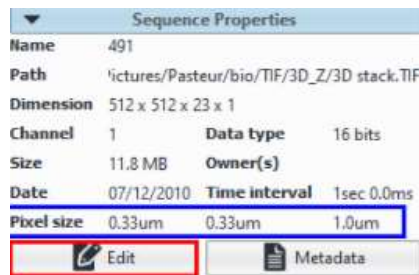 Sequence Properties
Name 491
Path ictures/Pasteur/bio/TIF/3D_Z/3D stack.TIF
Dimension 512 x 512 x 23 x 1
Channel 1 Data type 16 bits
Size 11.8 MB Owner(s)
Date 07/12/2010 Time interval 1sec 0.0ms
Pixel size 0.33um 0.33um 1.0um
Edit Metadata